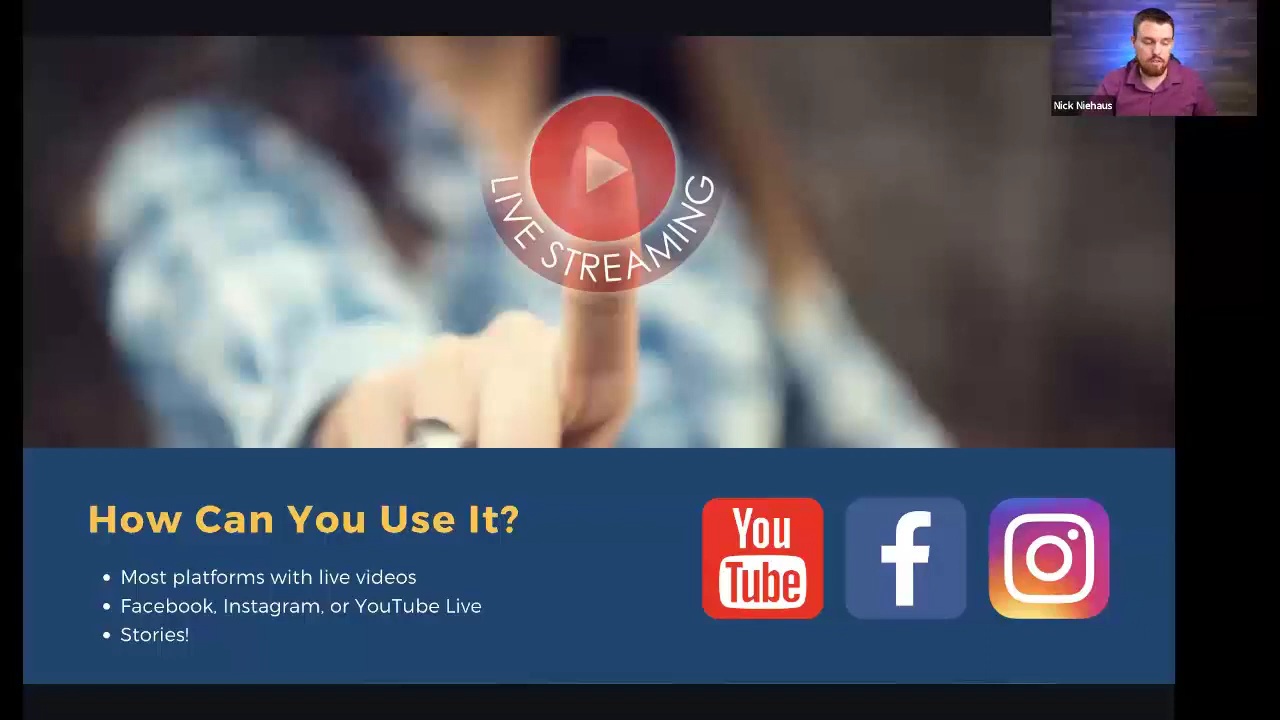 Nick Niehaus
LIVE STREAMING
How Can You Use It?
You
Tube
f
• Most platforms with live videos
• Facebook, Instagram, or YouTube Live
• Stories!